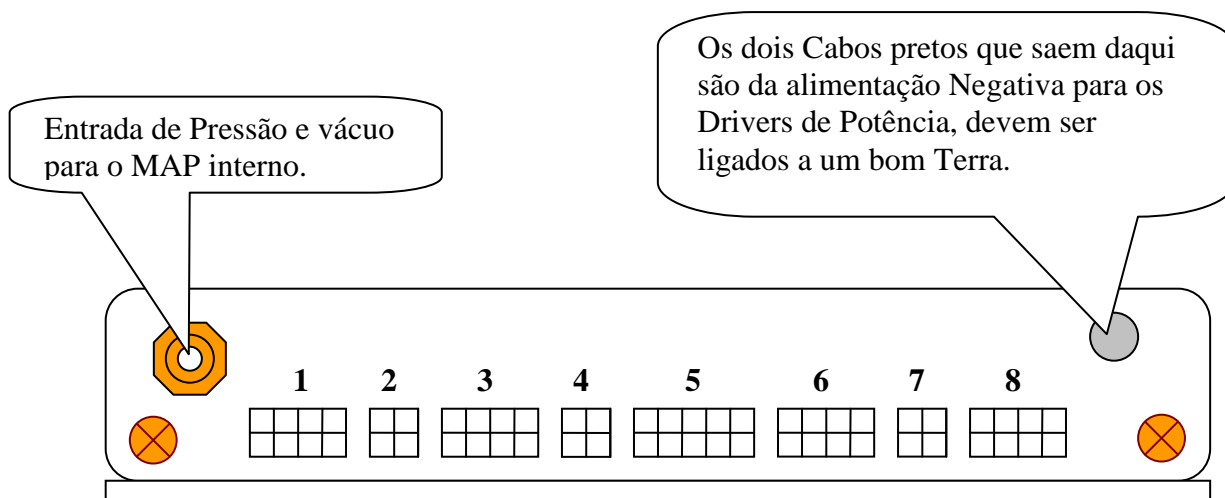 Os dois Cabos pretos que saem daqui
são da alimentação Negativa para os
Drivers de Potência, devem ser
ligados a um bom Terra.
Entrada de Pressão e vácuo
para o MAP interno.
1 2 3 4 5 6 7 8